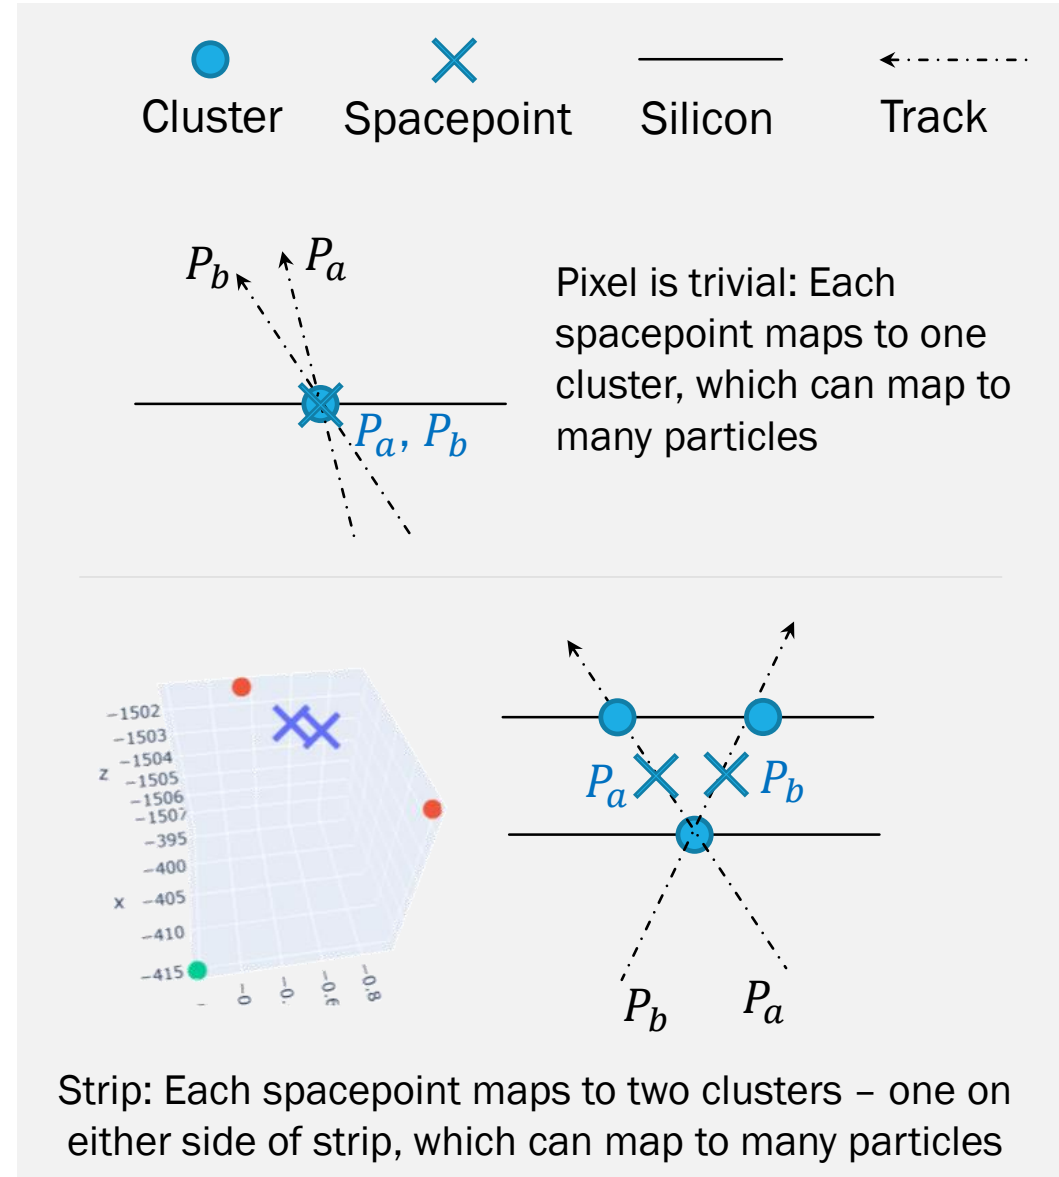 Cluster Spacepoint Silicon Track
P_b P_a
Pixel is trivial: Each
spacepoint maps to one
cluster, which can map to
many particles
P_a, P_b
−1502
−1503
−1504
z −1505
−1506
−1507
−395
−400
x −405
−410
−415
−0.8
P_a P_b
P_b P_a
Strip: Each spacepoint maps to two clusters – one on
either side of strip, which can map to many particles